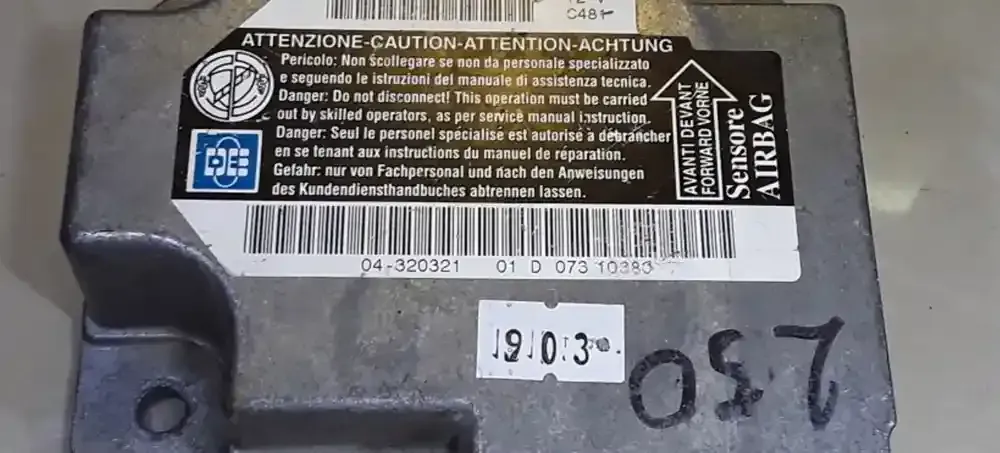 C481
ATTENZIONE-CAUTION-ATTENTION-ACHTUNG
Pericolo: Non scollegare se non da personale specializzato
e seguendo le istruzioni del manuale di assistenza tecnica.
Danger: Do not disconnect! This operation must be carried
out by skilled operators, as per service manual instruction.
Danger: Seul le personel spécialisé est autorisé à débrancher
en se tenant aux instructions du manuel de réparation.
Gefahr: nur von Fachpersonal und nach den Anweisungen
des Kundendiensthandbuches abtrennen lassen.
AVANTI DEVANT
FORWARD VORNE
Sensore
AIRBAG
04-320321 01 D 073 10383
903
250